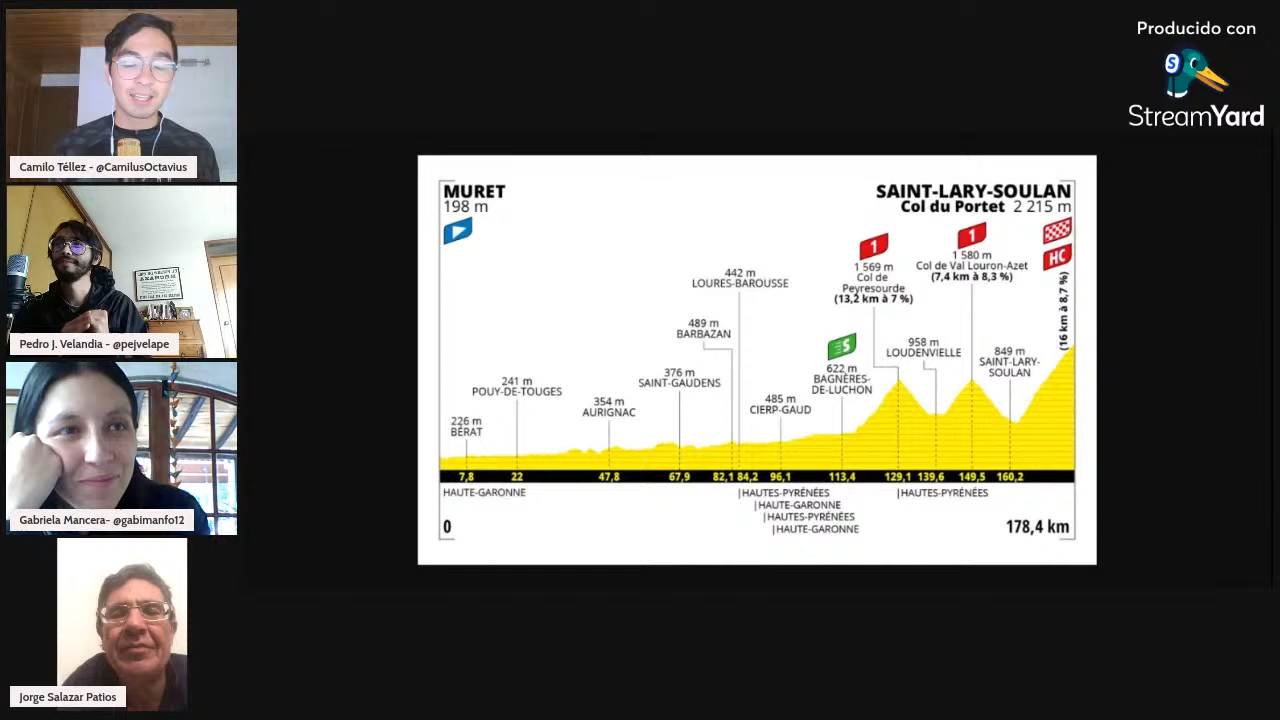 Camilo Téllez - @CamilusOctavius
Pedro J. Velandia - @pejvelape
Gabriela Mancera- @gabimanfo12
Jorge Salazar Patios
Producido con
S
StreamYard
MURET
198 m
SAINT-LARY-SOULAN
Col du Portet 2 215 m
1
1
HC
(16 km à 8,7 %)
1 580 m
Col de Val Louron-Azet
(7,4 km à 8,3 %)
1 569 m
Col de
Peyresourde
(13,2 km à 7 %)
442 m
LOURES-BAROUSSE
489 m
BARBAZAN
S
958 m
LOUDENVIELLE
849 m
SAINT-LARY-
SOULAN
622 m
BAGNÈRES-
DE-LUCHON
376 m
SAINT-GAUDENS
241 m
POUY-DE-TOUGES
354 m
AURIGNAC
485 m
CIERP-GAUD
226 m
BÉRAT
7,8 22 47,8 67,9 82,1 84,2 96,1 113,4 129,1 139,6 149,5 160,2
HAUTE-GARONNE |HAUTES-PYRÉNÉES |HAUTES-PYRÉNÉES
|HAUTE-GARONNE
|HAUTES-PYRÉNÉES
|HAUTE-GARONNE
0 178,4 km